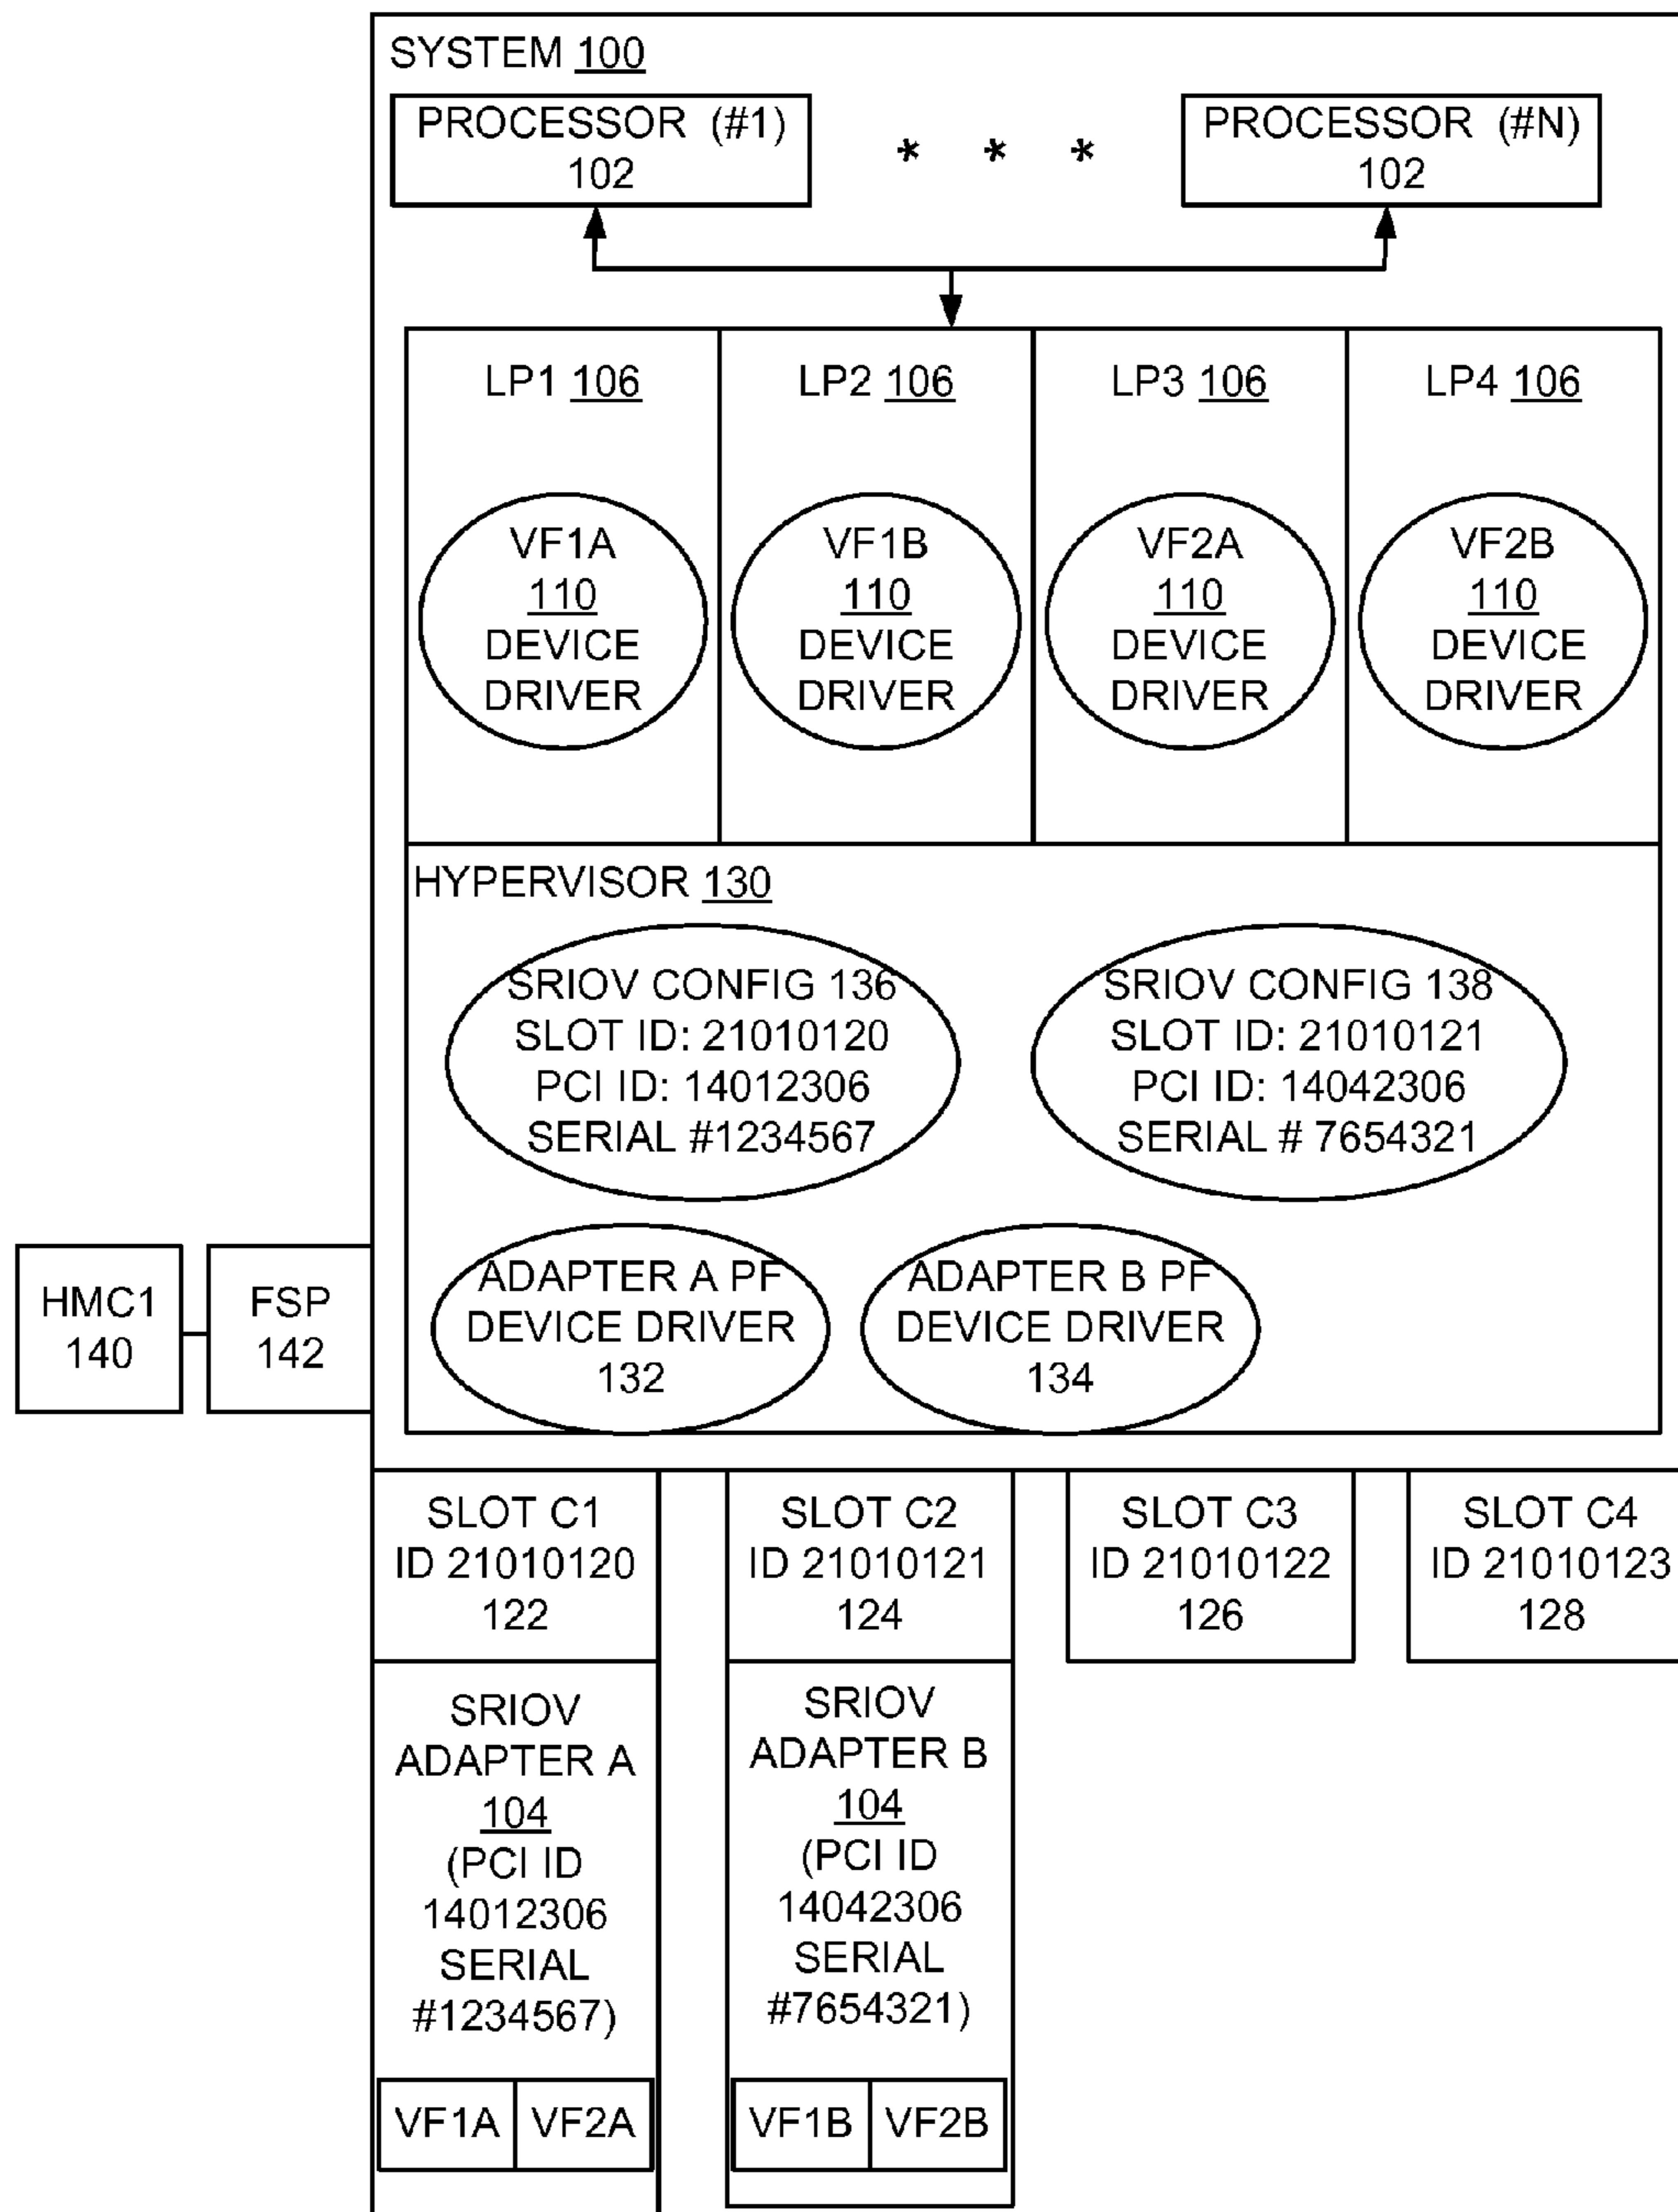 SYSTEM 100
PROCESSOR (#1)
102
* * *
PROCESSOR (#N)
102
LP1 106
VF1A
110
DEVICE
DRIVER
LP2 106
VF1B
110
DEVICE
DRIVER
LP3 106
VF2A
110
DEVICE
DRIVER
LP4 106
VF2B
110
DEVICE
DRIVER
HYPERVISOR 130
SRIOV CONFIG 136
SLOT ID: 21010120
PCI ID: 14012306
SERIAL #1234567
SRIOV CONFIG 138
SLOT ID: 21010121
PCI ID: 14042306
SERIAL # 7654321
ADAPTER A PF
DEVICE DRIVER
132
ADAPTER B PF
DEVICE DRIVER
134
HMC1
140
FSP
142
SLOT C1
ID 21010120
122
SLOT C2
ID 21010121
124
SLOT C3
ID 21010122
126
SLOT C4
ID 21010123
128
SRIOV
ADAPTER A
104
(PCI ID
14012306
SERIAL
#1234567)
VF1A VF2A
SRIOV
ADAPTER B
104
(PCI ID
14042306
SERIAL
#7654321)
VF1B VF2B